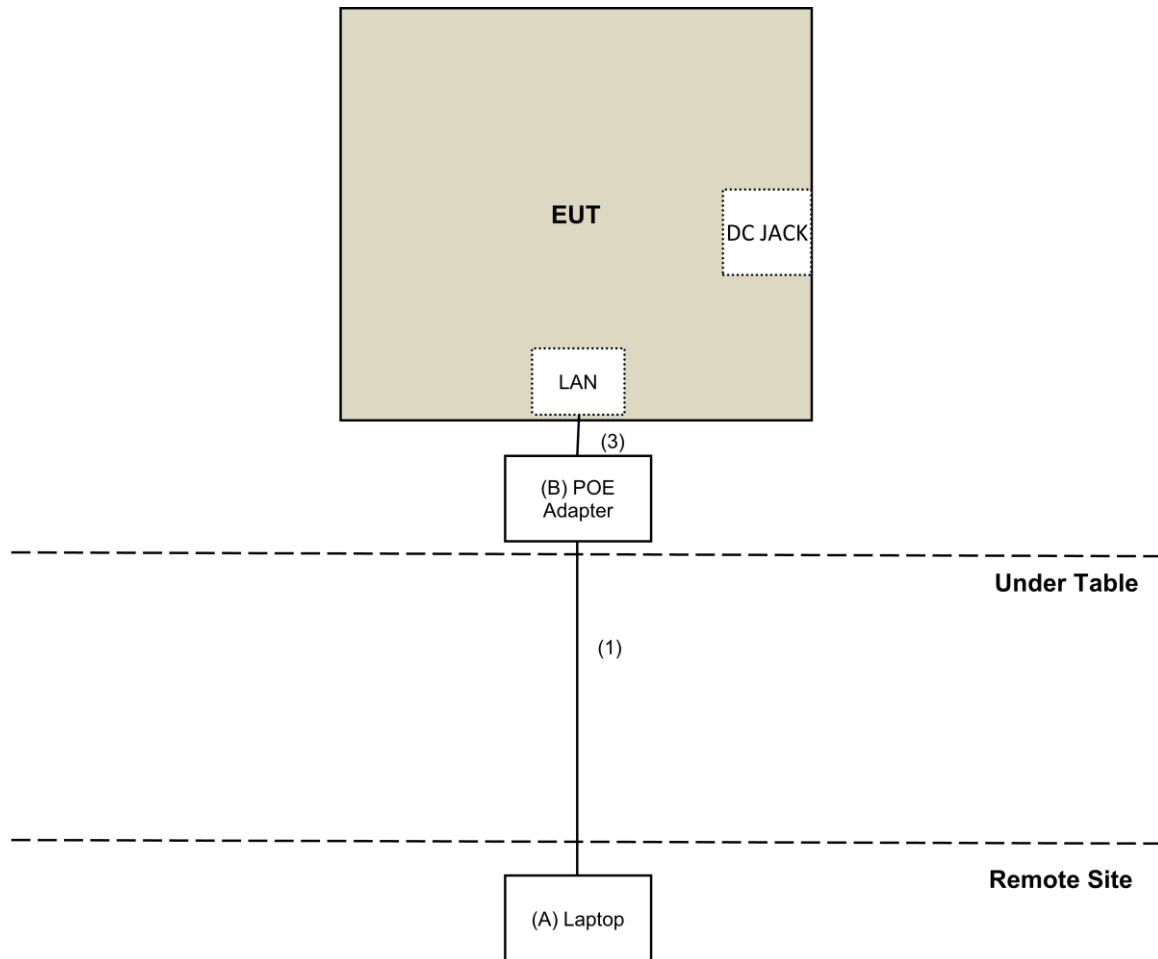 EUT
DC JACK
LAN
(3)
(B) POE
Adapter
Under Table
(1)
Remote Site
(A) Laptop